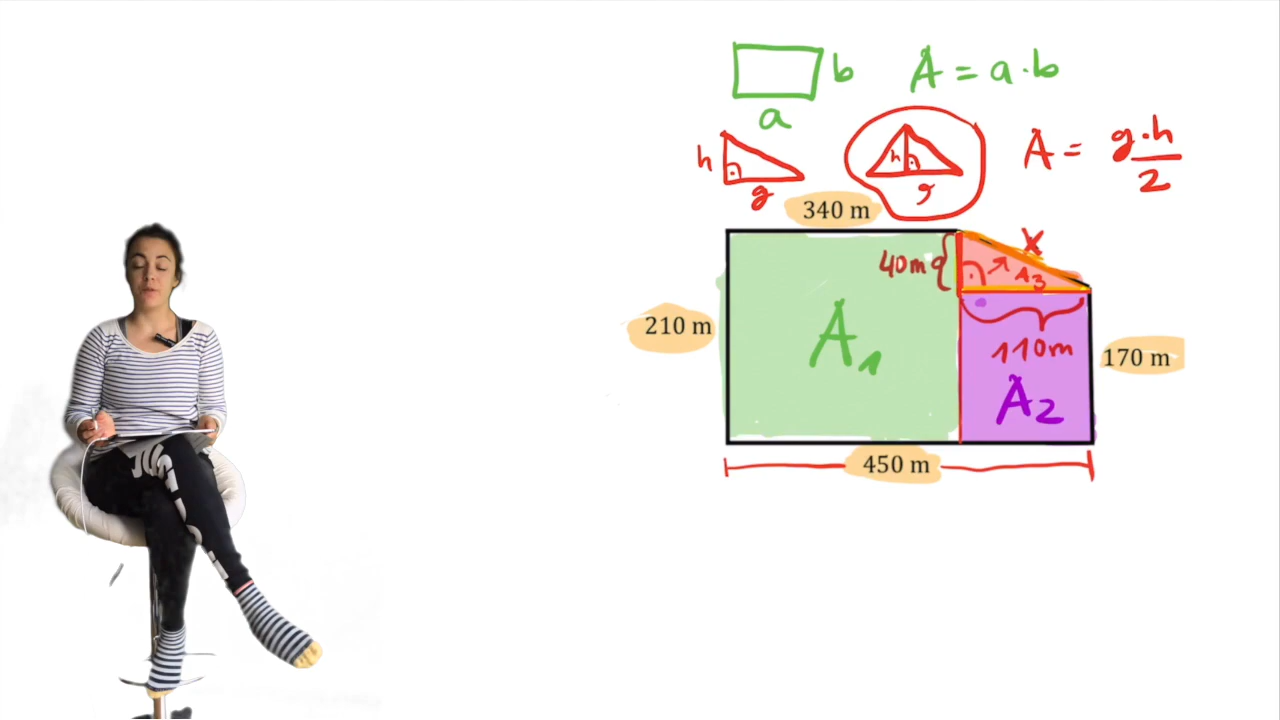 b A = a·b
a
h g h g A = g·h/2
340 m
x
40m
A3
210 m A1 110m 170 m
A2
450 m